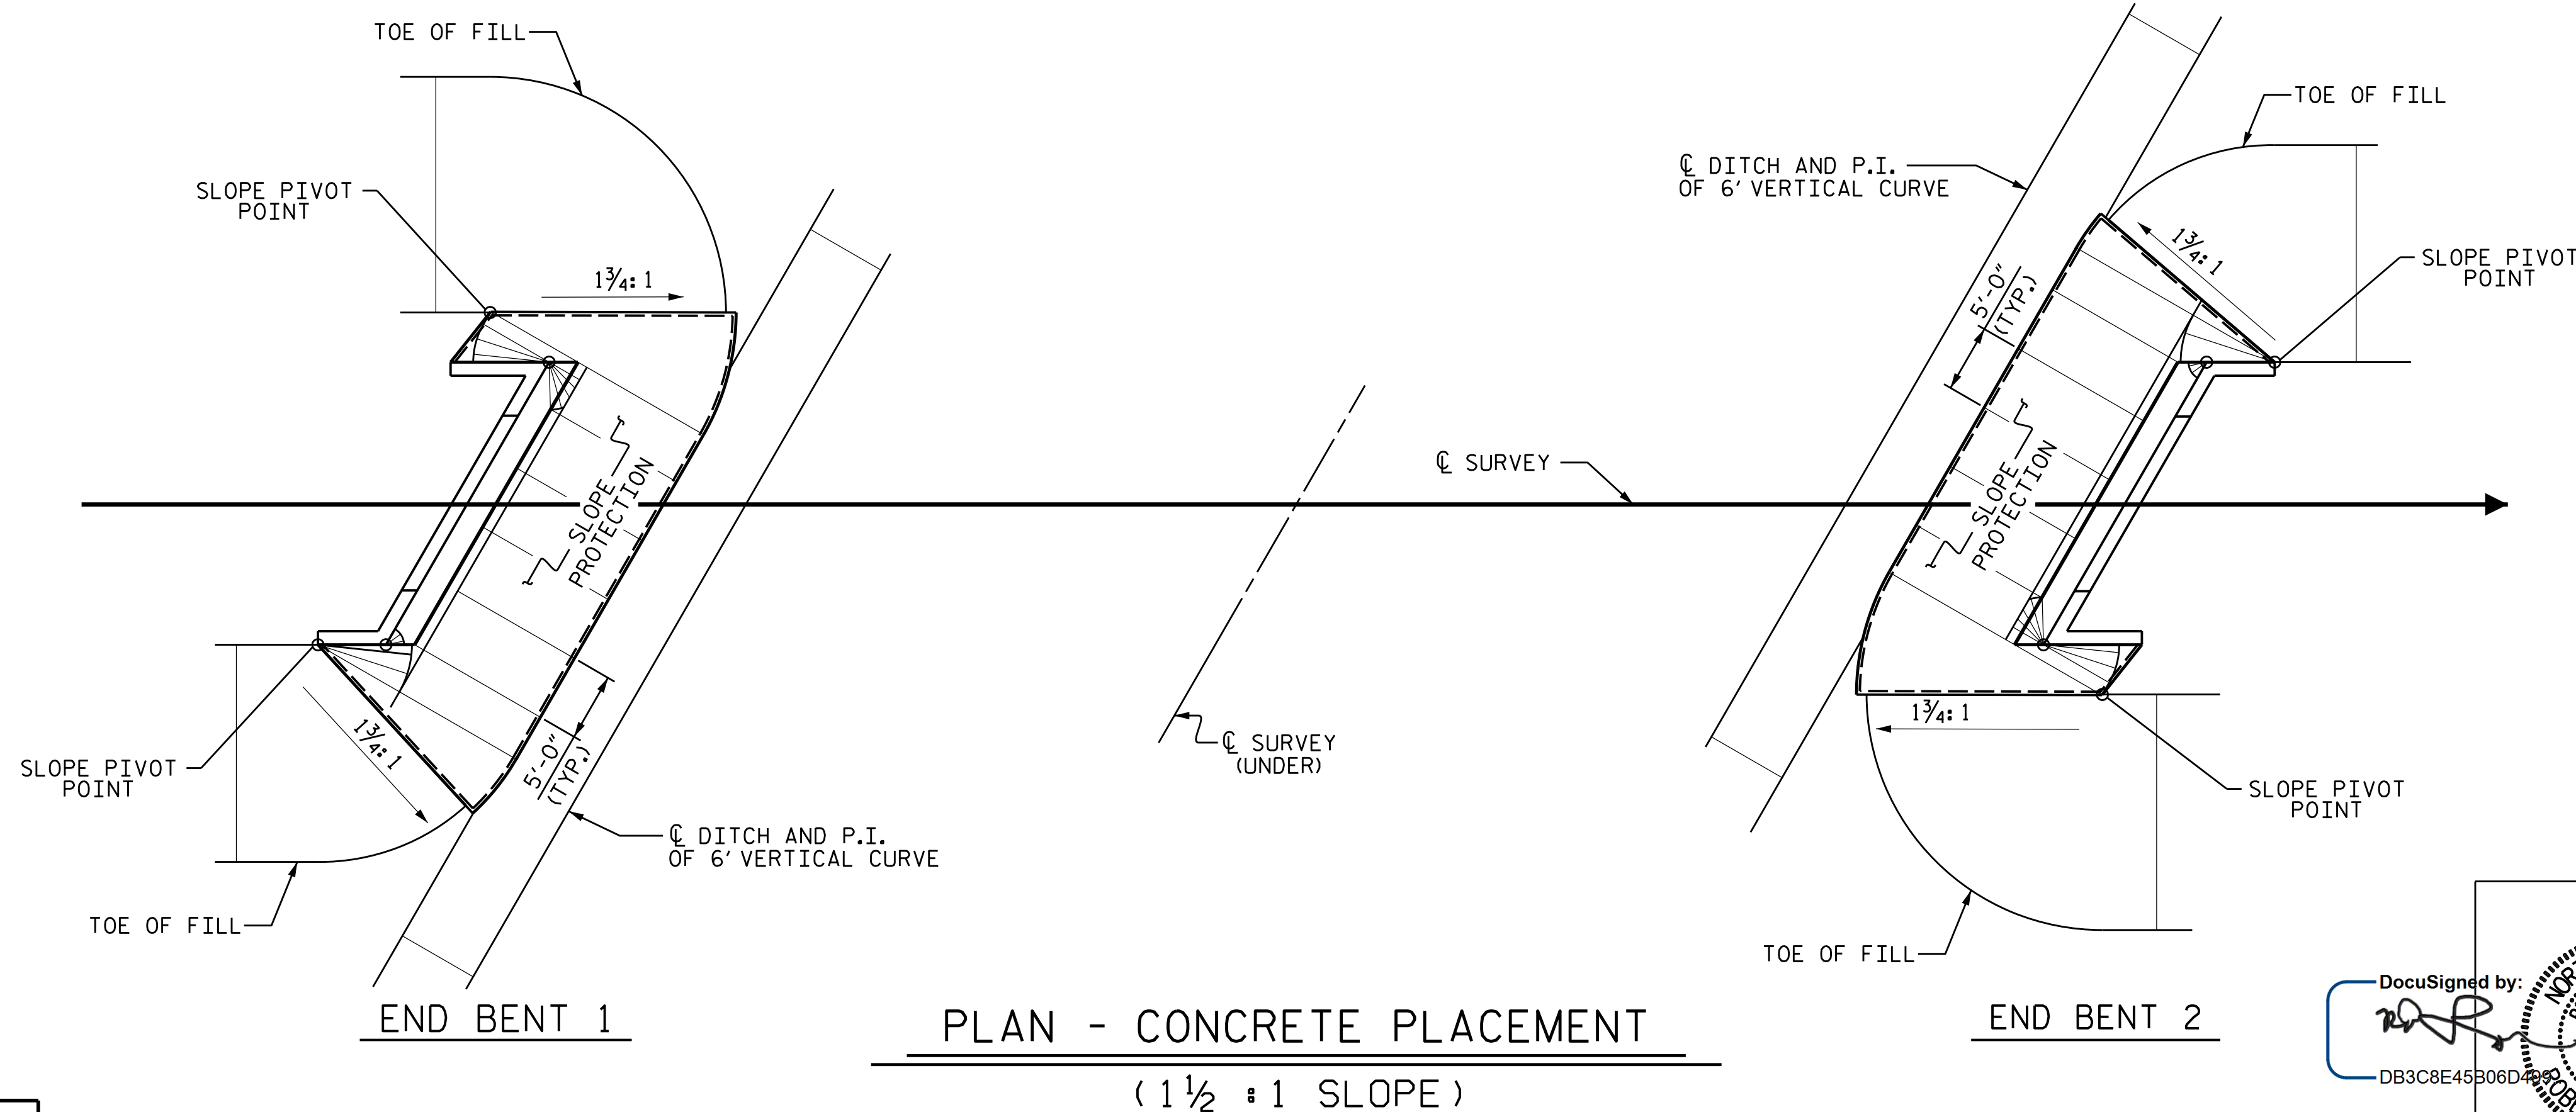 TOE OF FILL
TOE OF FILL
℄ DITCH AND P.I.
OF 6' VERTICAL CURVE
SLOPE PIVOT
POINT
1¾:1
1¾:1
SLOPE PIVOT
POINT
5'-0"
(TYP.)
℄ SURVEY
SLOPE
PROTECTION
SLOPE
PROTECTION
1¾:1
1¾:1
5'-0"
(TYP.)
℄ SURVEY
(UNDER)
SLOPE PIVOT
POINT
SLOPE PIVOT
POINT
℄ DITCH AND P.I.
OF 6' VERTICAL CURVE
TOE OF FILL
TOE OF FILL
END BENT 1
PLAN - CONCRETE PLACEMENT
(1½ :1 SLOPE)
END BENT 2
DocuSigned by:
DB3C8E45B06D499